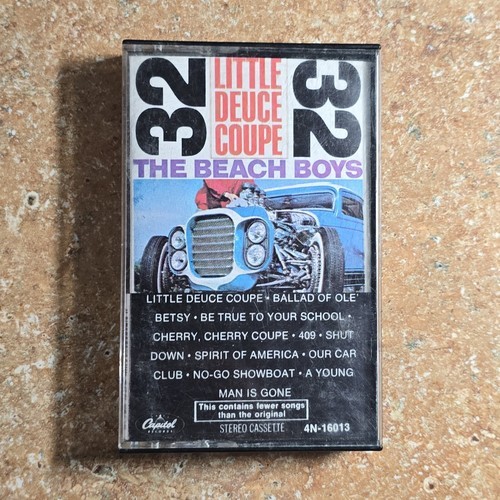 32
LITTLE
DEUCE
COUPE
32
THE BEACH BOYS
LITTLE DEUCE COUPE • BALLAD OF OLE'
BETSY • BE TRUE TO YOUR SCHOOL •
CHERRY, CHERRY COUPE • 409 • SHUT
DOWN • SPIRIT OF AMERICA • OUR CAR
CLUB • NO-GO SHOWBOAT • A YOUNG
MAN IS GONE
This contains fewer songs
than the original
Capitol
RECORDS
STEREO CASSETTE 4N-16013